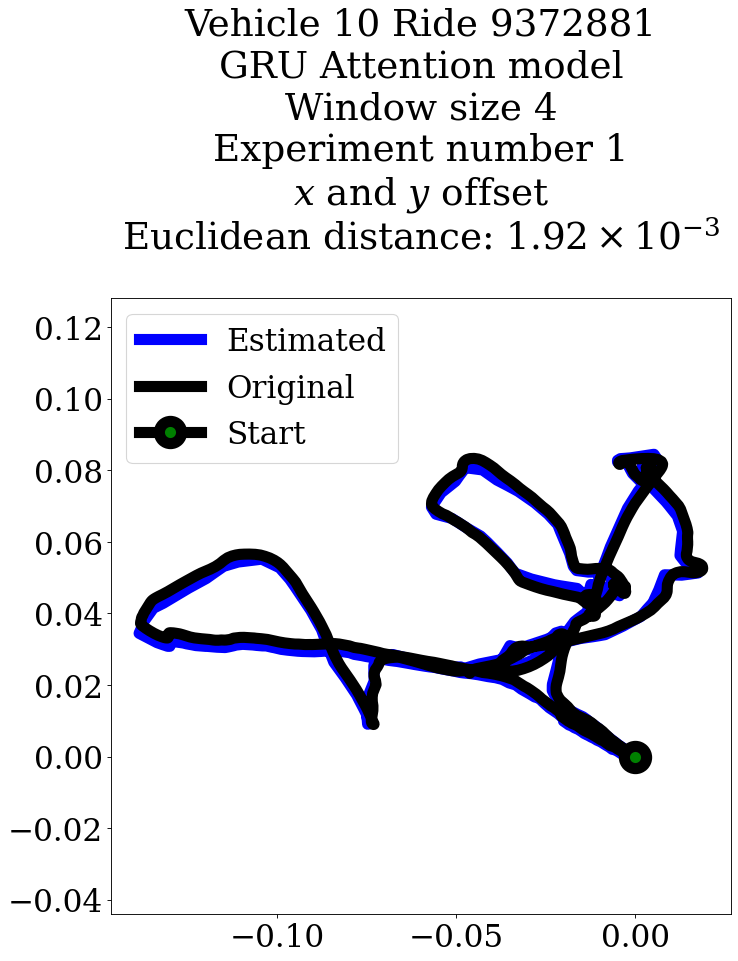 Vehicle 10 Ride 9372881
GRU Attention model
Window size 4
Experiment number 1
x and y offset
Euclidean distance: 1.92 × 10⁻³
Estimated
Original
Start
0.12
0.10
0.08
0.06
0.04
0.02
0.00
−0.02
−0.04
−0.10
−0.05
0.00